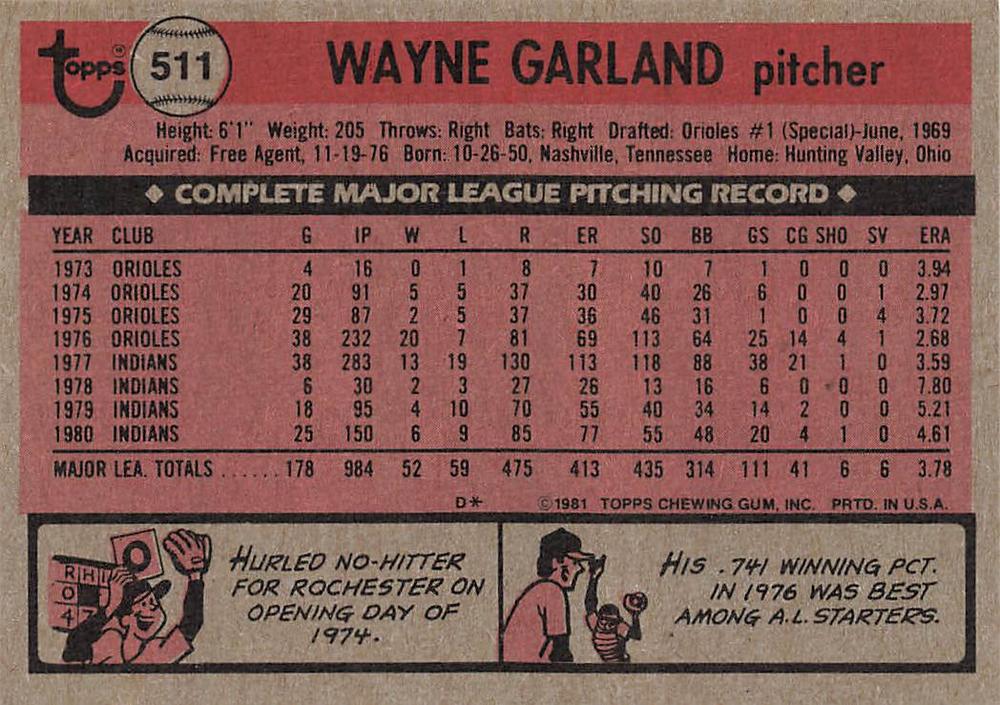 Topps 511 WAYNE GARLAND pitcher
Height: 6'1" Weight: 205 Throws: Right Bats: Right Drafted: Orioles #1 (Special)-June, 1969
Acquired: Free Agent, 11-19-76 Born: 10-26-50, Nashville, Tennessee Home: Hunting Valley, Ohio
◆ COMPLETE MAJOR LEAGUE PITCHING RECORD ◆
YEAR CLUB G IP W L R ER SO BB GS CG SHO SV ERA
1973 ORIOLES 4 16 0 1 8 7 10 7 1 0 0 0 3.94
1974 ORIOLES 20 91 5 5 37 30 40 26 6 0 0 1 2.97
1975 ORIOLES 29 87 2 5 37 36 46 31 1 0 0 4 3.72
1976 ORIOLES 38 232 20 7 81 69 113 64 25 14 4 1 2.68
1977 INDIANS 38 283 13 19 130 113 118 88 38 21 1 0 3.59
1978 INDIANS 6 30 2 3 27 26 13 16 6 0 0 0 7.80
1979 INDIANS 18 95 4 10 70 55 40 34 14 2 0 0 5.21
1980 INDIANS 25 150 6 9 85 77 55 48 20 4 1 0 4.61
MAJOR LEA. TOTALS ...... 178 984 52 59 475 413 435 314 111 41 6 6 3.78
D* ©1981 TOPPS CHEWING GUM, INC. PRTD. IN U.S.A.
O
R H
O
4 7
HURLED NO-HITTER
FOR ROCHESTER ON
OPENING DAY OF
1974.
HIS .741 WINNING PCT.
IN 1976 WAS BEST
AMONG A.L. STARTERS.